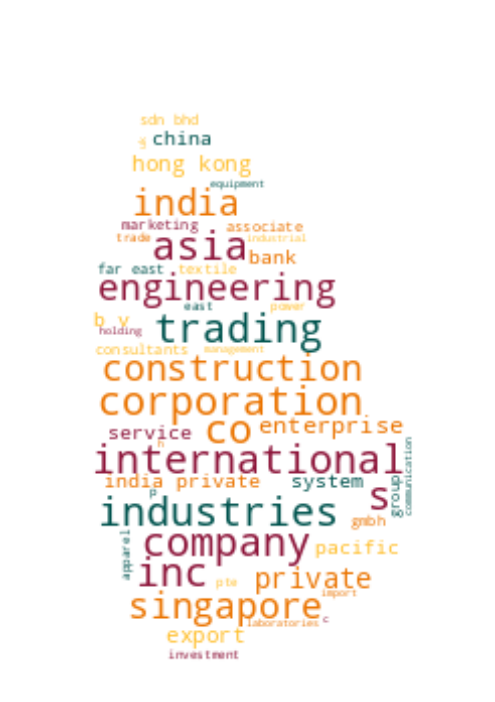 sdn bhd
g china
hong kong
equipment
india
marketing associate
trade industrial
asia bank
far east textile
engineering
east power
b v trading
holding
consultants management
construction
corporation
co enterprise
service
h
international
communication
india private system
group
p s
industries
gmbh
company pacific
apparel
inc pte private
import
singapore
laboratories c
export
investment